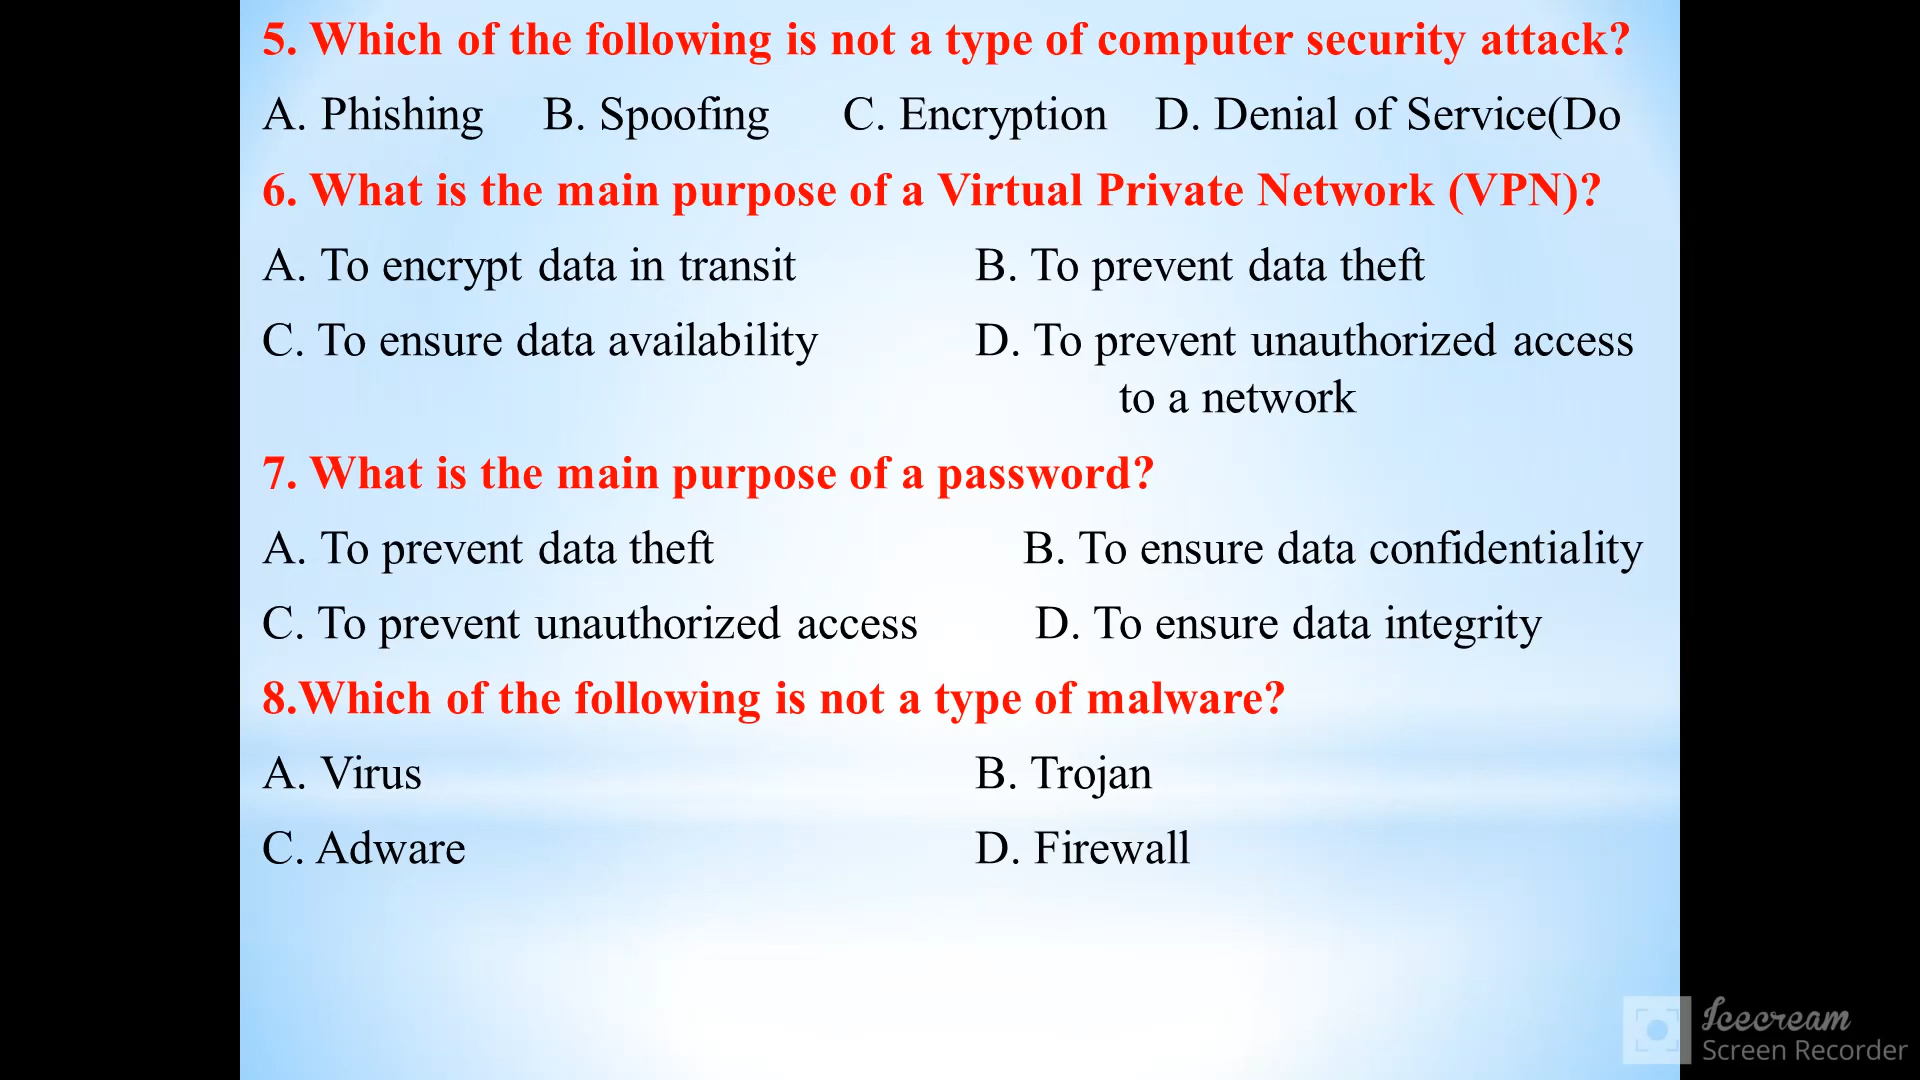 5. Which of the following is not a type of computer security attack?
A. Phishing B. Spoofing C. Encryption D. Denial of Service(Do
6. What is the main purpose of a Virtual Private Network (VPN)?
A. To encrypt data in transit B. To prevent data theft
C. To ensure data availability D. To prevent unauthorized access
to a network
7. What is the main purpose of a password?
A. To prevent data theft B. To ensure data confidentiality
C. To prevent unauthorized access D. To ensure data integrity
8.Which of the following is not a type of malware?
A. Virus B. Trojan
C. Adware D. Firewall
Icecream
Screen Recorder